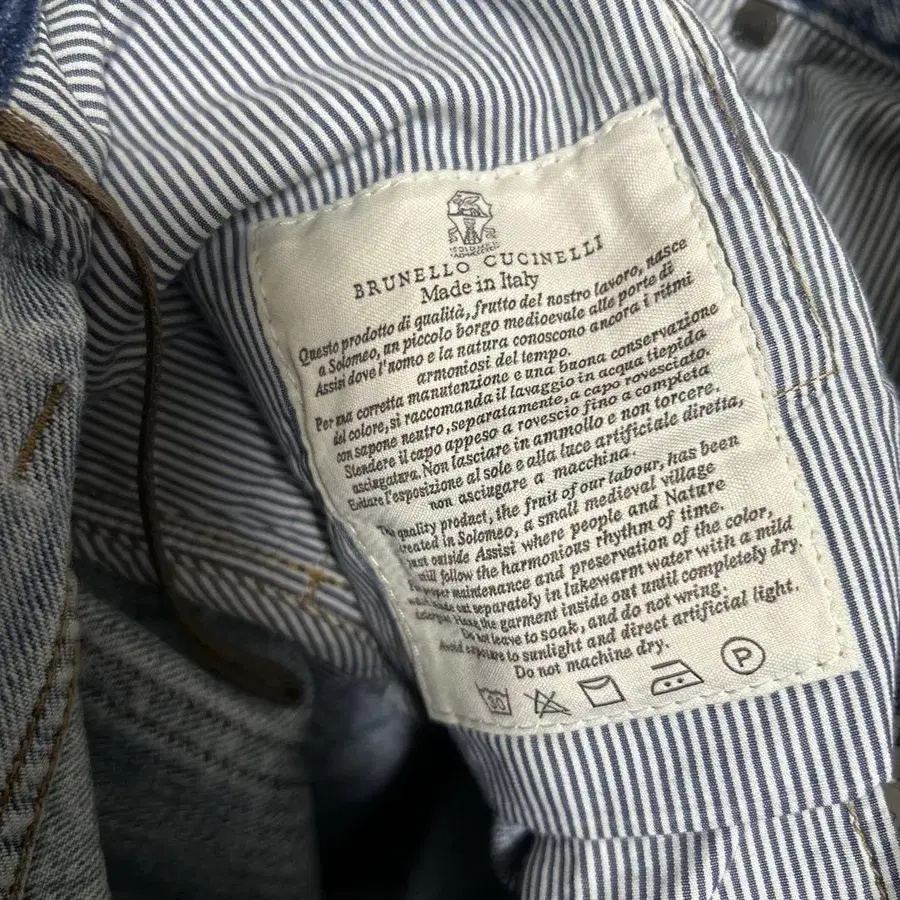 SOLOMEO
BRUNELLO CUCINELLI
Made in Italy
Questo prodotto di qualità, frutto del nostro lavoro, nasce
a Solomeo, un piccolo borgo medioevale alle porte di
Assisi dove l'uomo e la natura conoscono ancora i ritmi
armoniosi del tempo.
Per una corretta manutenzione e una buona conservazione
del colore, si raccomanda il lavaggio in acqua tiepida
con sapone neutro, separatamente, a capo rovesciato.
Stendere il capo appeso a rovescio fino a completa
asciugatura. Non lasciare in ammollo e non torcere.
Evitare l'esposizione al sole e alla luce artificiale diretta,
non asciugare a macchina.
quality product, the fruit of our labour, has been
created in Solomeo, a small medieval village
just outside Assisi where people and Nature
still follow the harmonious rhythm of time.
proper maintenance and preservation of the color,
out separately in lukewarm water with a mild
detergent. Hang the garment inside out until completely dry.
Do not leave to soak, and do not wring.
Avoid exposure to sunlight and direct artificial light.
Do not machine dry.
30 P